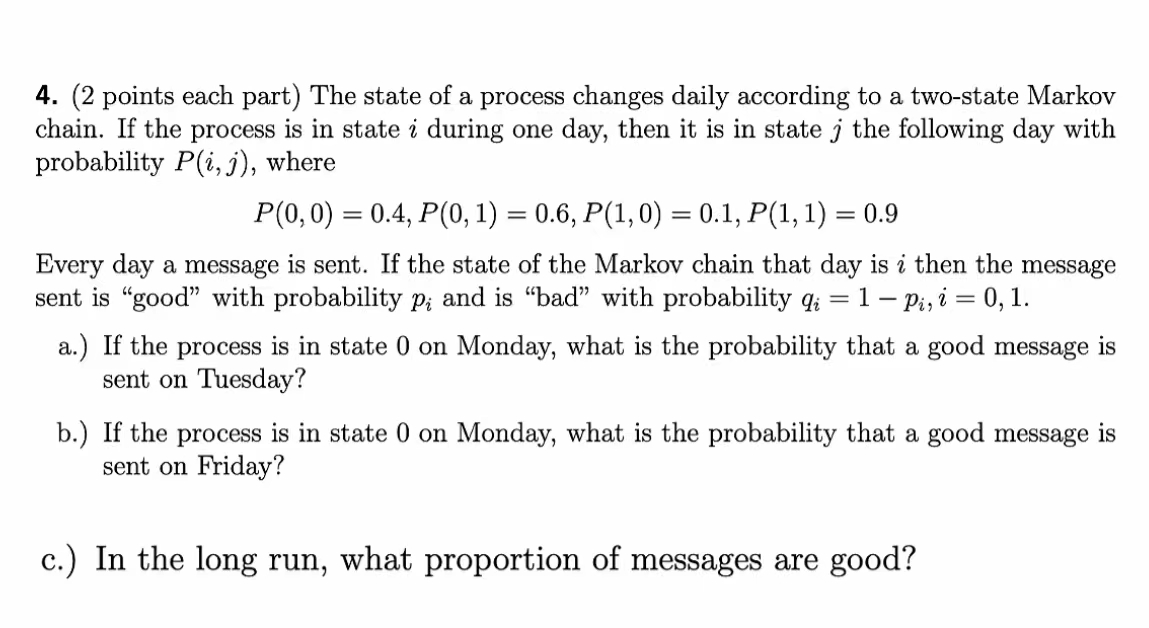 4. (2 points each part) The state of a process changes daily according to a two-state Markov
chain. If the process is in state i during one day, then it is in state j the following day with
probability P(i, j), where
P(0, 0) = 0.4, P(0, 1) = 0.6, P(1, 0) = 0.1, P(1, 1) = 0.9
Every day a message is sent. If the state of the Markov chain that day is i then the message
sent is “good” with probability pᵢ and is “bad” with probability qᵢ = 1 − pᵢ, i = 0, 1.
a.) If the process is in state 0 on Monday, what is the probability that a good message is
sent on Tuesday?
b.) If the process is in state 0 on Monday, what is the probability that a good message is
sent on Friday?
c.) In the long run, what proportion of messages are good?